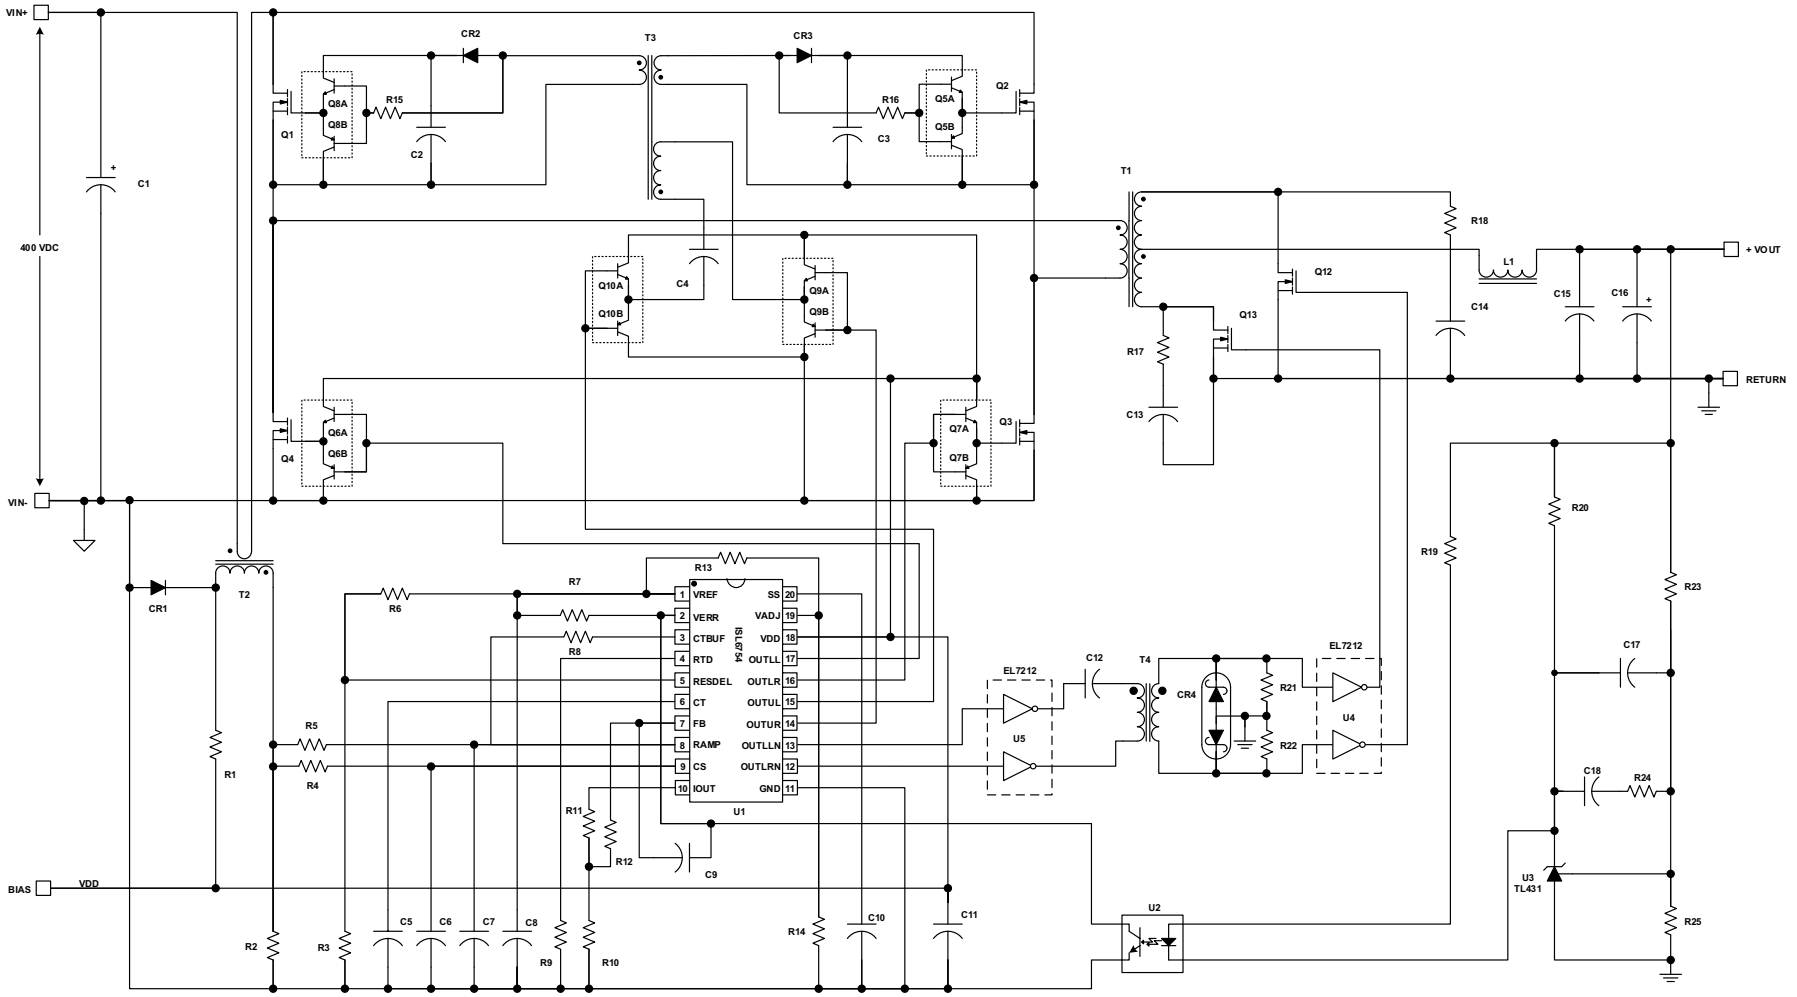 VIN+
CR2
T3
CR3
Q8A
Q8B
R15
Q1
C2
R16
C3
Q5A
Q5B
Q2
C1
+
T1
400 VDC
R18
+ VOUT
Q10A
Q10B
C4
Q9A
Q9B
Q12
L1
C14
C15
C16
+
Q13
R17
C13
RETURN
Q6A
Q6B
Q4
Q7A
Q7B
Q3
VIN-
R20
R19
R23
CR1
T2
R6
R7
R8
R13
1 VREF
2 VERR
3 CTBUF
4 RTD
5 RESDEL
6 CT
7 FB
8 RAMP
9 CS
10 IOUT
ISL6754
SS 20
VADJ 19
VDD 18
OUTLL 17
OUTLR 16
OUTUL 15
OUTUR 14
OUTLLN 13
OUTLRN 12
GND 11
U1
R5
R4
R1
R11
R12
C9
EL7212
U5
C12
T4
CR4
R21
R22
EL7212
U4
C17
C18
R24
U3
TL431
BIAS
VDD
R2
R3
C5
C6
C7
C8
R9
R10
R14
C10
C11
U2
R25